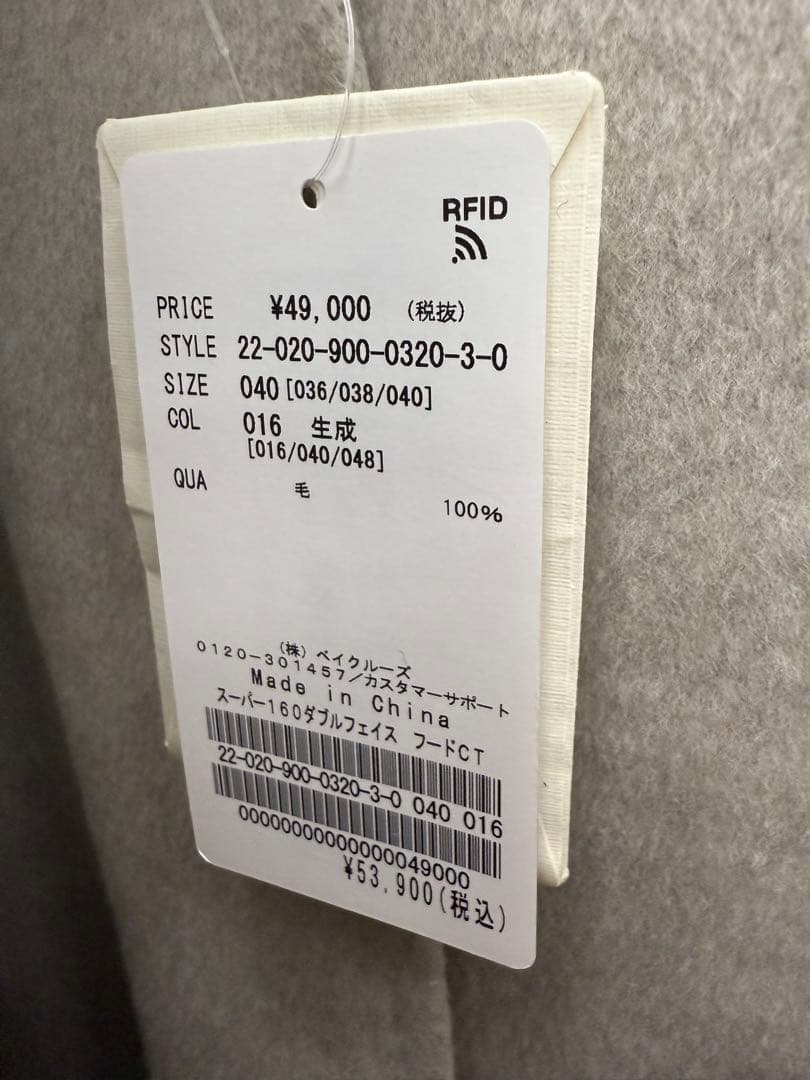 RFID
PRICE ¥49,000 (税抜)
STYLE 22-020-900-0320-3-0
SIZE 040 [036/038/040]
COL 016 生成
[016/040/048]
QUA 毛 100%
(株) ベイクルーズ
0120-301457/カスタマーサポート
Made in China
スーパー160ダブルフェイス フードCT
22-020-900-0320-3-0 040 016
0000000000000000049000
¥53,900(税込)